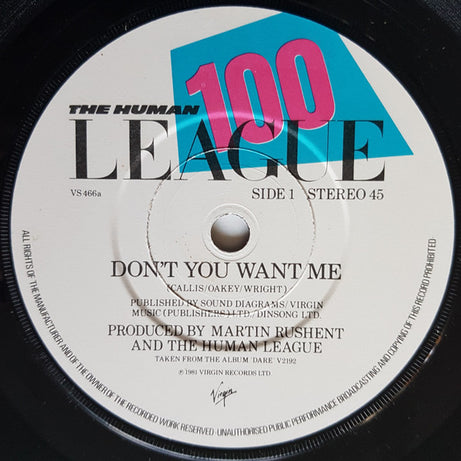 100
THE HUMAN
LEAGUE
VS 466a
SIDE 1 STEREO 45
DON'T YOU WANT ME
(CALLIS/OAKEY/WRIGHT)
PUBLISHED BY SOUND DIAGRAMS/VIRGIN
MUSIC (PUBLISHERS) LTD./DINSONG LTD.
PRODUCED BY MARTIN RUSHENT
AND THE HUMAN LEAGUE
TAKEN FROM THE ALBUM 'DARE' V2192
℗ 1981 VIRGIN RECORDS LTD
Virgin
ALL RIGHTS OF THE MANUFACTURER AND OF THE OWNER OF THE RECORDED WORK RESERVED-UNAUTHORISED PUBLIC PERFORMANCE BROADCASTING AND COPYING OF THIS RECORD PROHIBITED